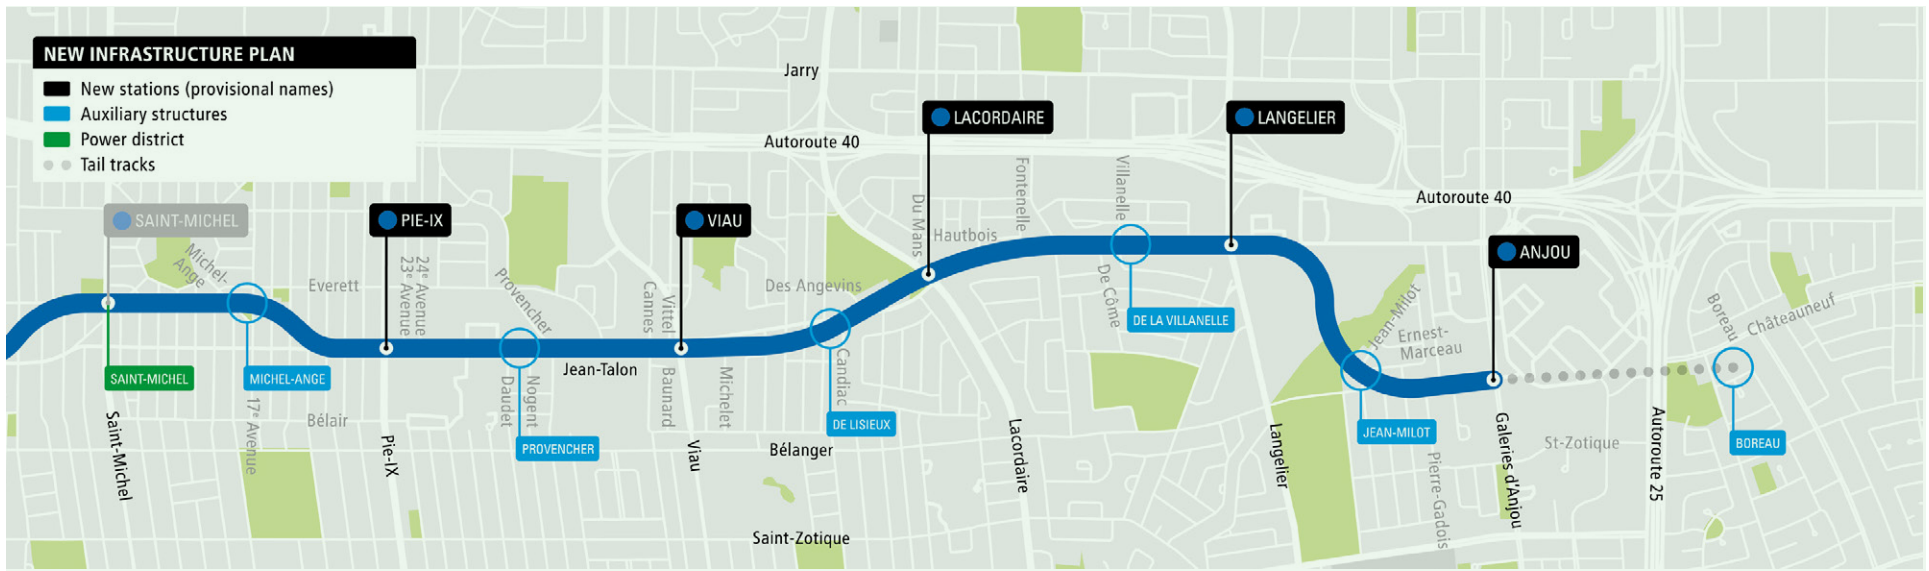 NEW INFRASTRUCTURE PLAN
New stations (provisional names)
Auxiliary structures
Power district
Tail tracks
Jarry
Autoroute 40
LACORDAIRE
LANGELIER
Autoroute 40
SAINT-MICHEL
PIE-IX
VIAU
ANJOU
Michel-
Ange
Everett
24e Avenue
23e Avenue
Provencher
Vittel
Cannes
Des Angevins
Du Mans
Hautbois
Fontenelle
Villanelle
De Côme
Jean-Milot
Ernest-
Marceau
Boreau
Châteauneuf
SAINT-MICHEL
MICHEL-ANGE
Jean-Talon
DE LA VILLANELLE
Saint-Michel
17e Avenue
Bélair
Pie-IX
Daudet
Nogent
PROVENCHER
Baunard
Viau
Michelet
Candiac
DE LISIEUX
Bélanger
Lacordaire
Langelier
JEAN-MILOT
Pierre-Gadois
Galeries d'Anjou
St-Zotique
Autoroute 25
BOREAU
Saint-Zotique